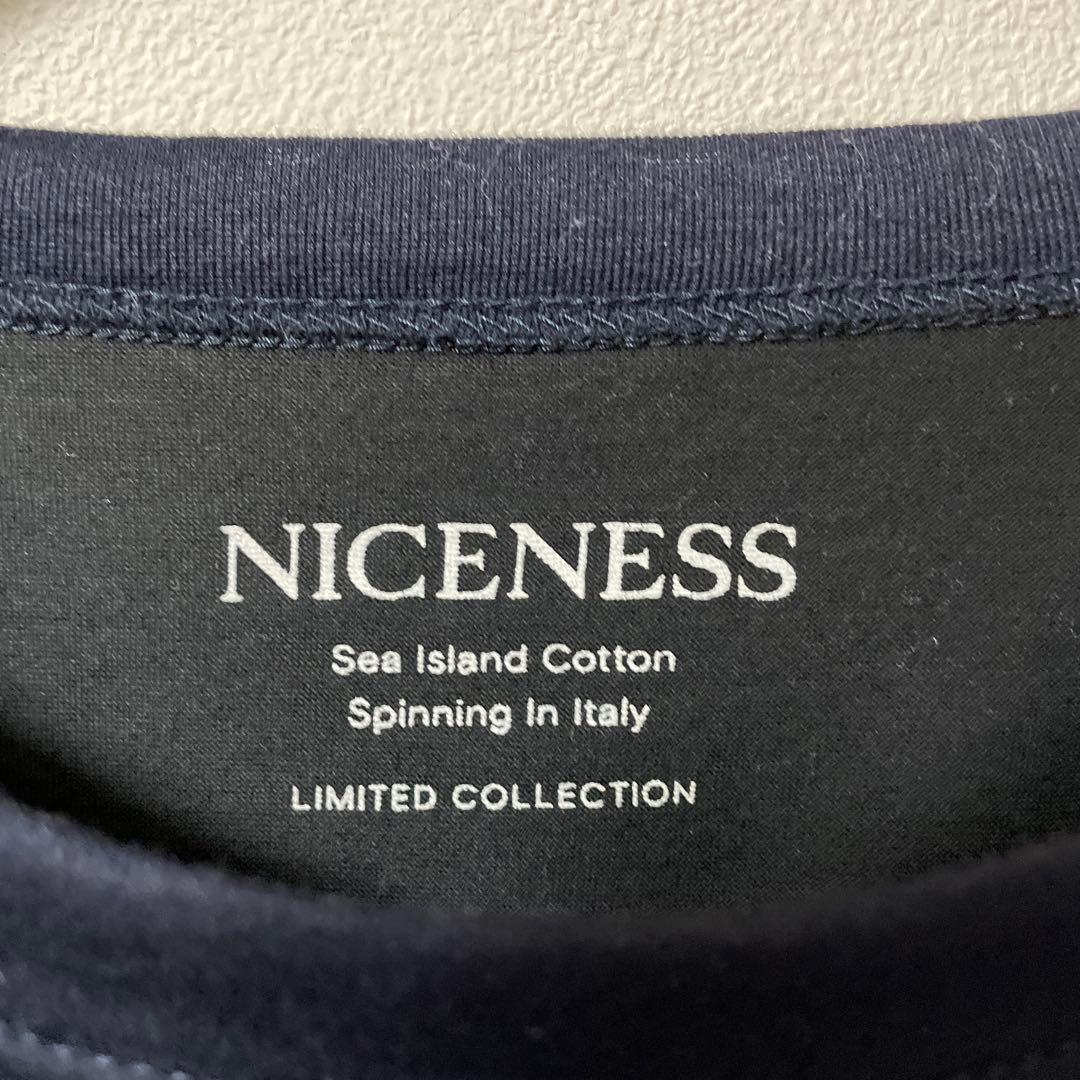 NICENESS
Sea Island Cotton
Spinning In Italy
LIMITED COLLECTION